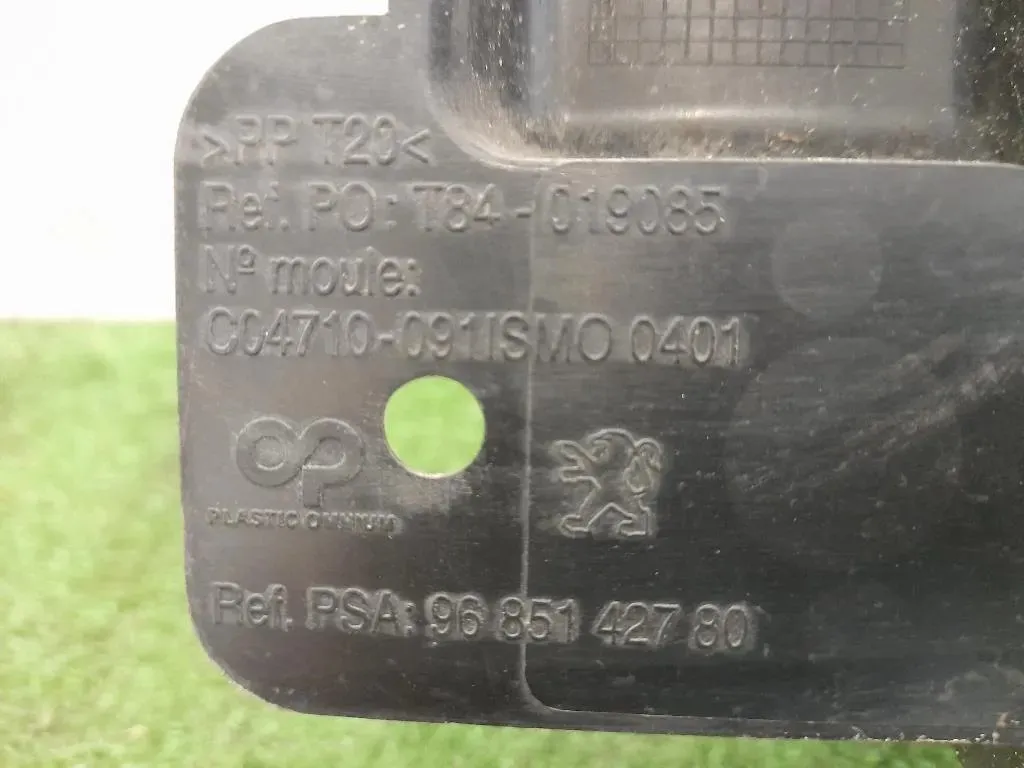 >PP T20<
Ref. PO: T84-019085
Nº moule:
C04710-091ISMO 0401
OP
PLASTIC OMNIUM
Ref. PSA: 96 851 427 80